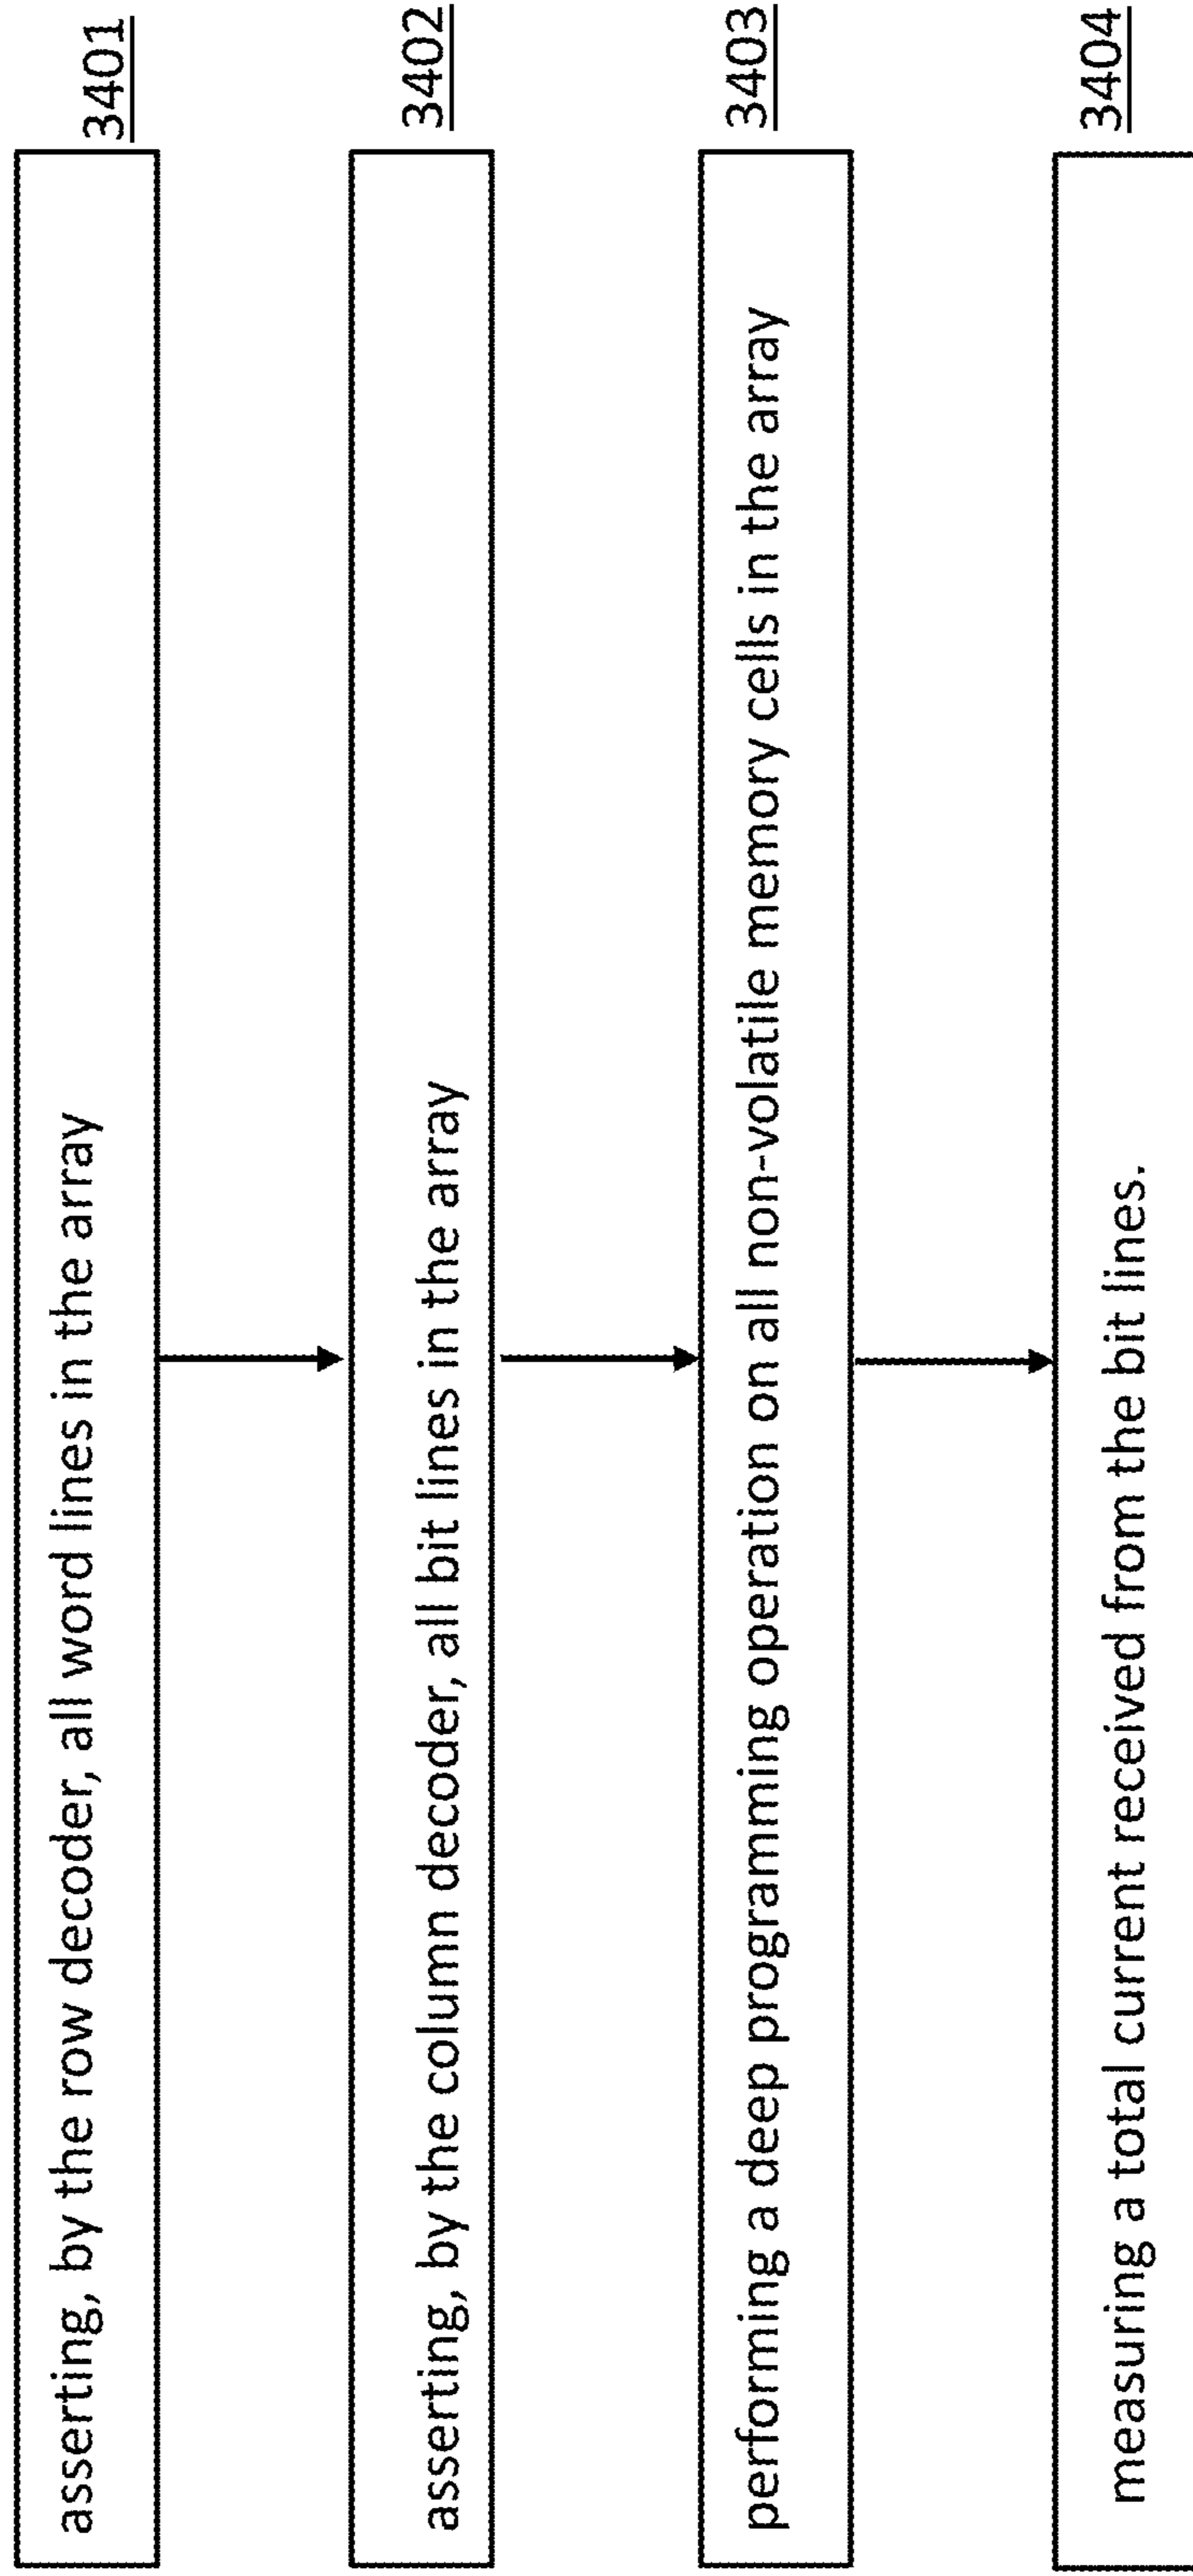 3401
asserting, by the row decoder, all word lines in the array
3402
asserting, by the column decoder, all bit lines in the array
3403
performing a deep programming operation on all non-volatile memory cells in the array
3404
measuring a total current received from the bit lines.